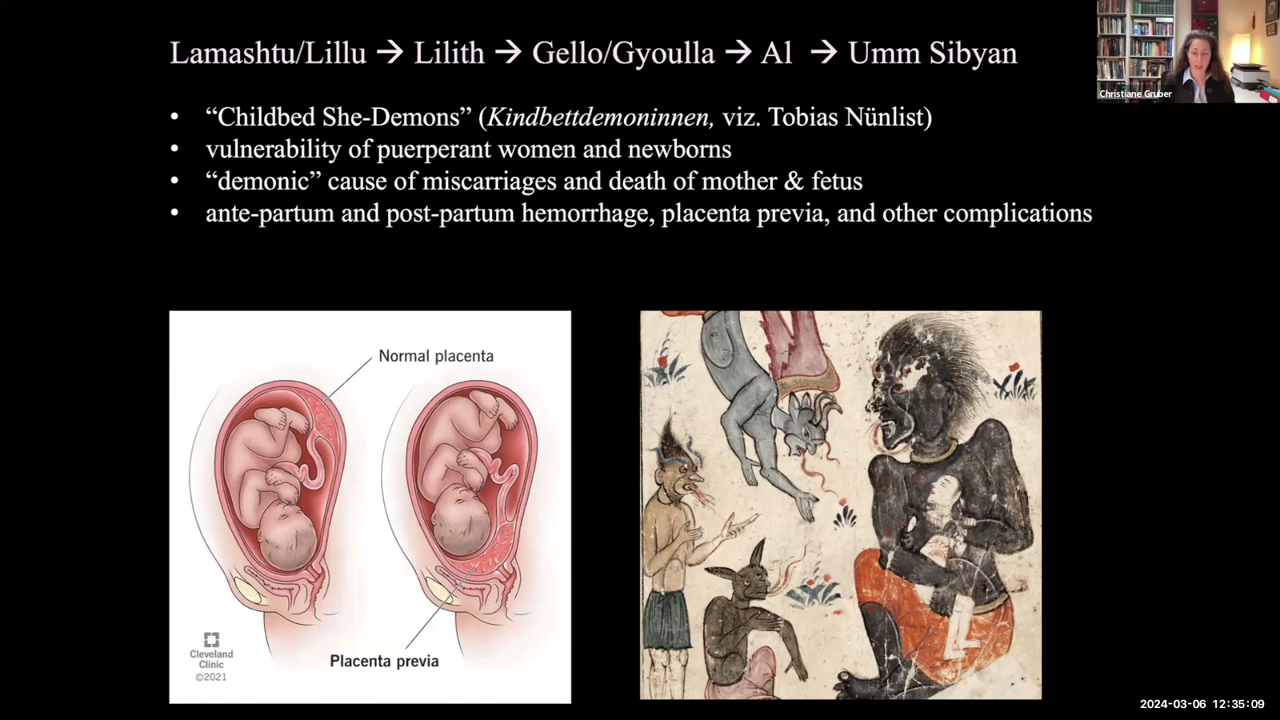 Lamashtu/Lillu → Lilith → Gello/Gyoulla → Al → Umm Sibyan
Christiane Gruber
• “Childbed She-Demons” (Kindbettdemoninnen, viz. Tobias Nünlist)
• vulnerability of puerperant women and newborns
• “demonic” cause of miscarriages and death of mother & fetus
• ante-partum and post-partum hemorrhage, placenta previa, and other complications
Normal placenta
Placenta previa
Cleveland
Clinic
©2021
2024-03-06 12:35:09